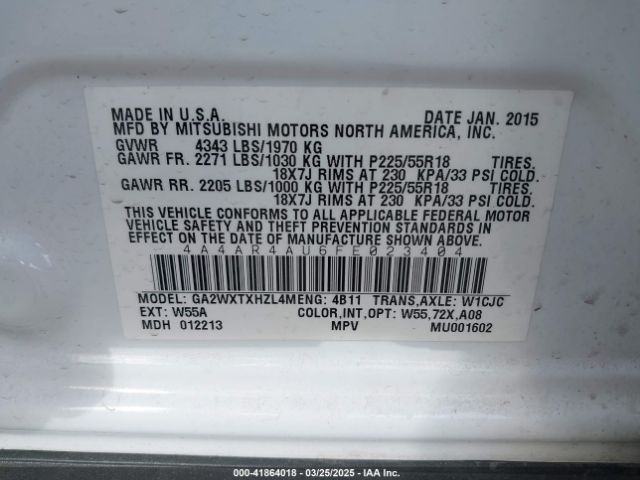 MADE IN U.S.A. DATE JAN. 2015
MFD BY MITSUBISHI MOTORS NORTH AMERICA, INC.
GVWR 4343 LBS/1970 KG
GAWR FR. 2271 LBS/1030 KG WITH P225/55R18 TIRES.
18X7J RIMS AT 230 KPA/33 PSI COLD.
GAWR RR. 2205 LBS/1000 KG WITH P225/55R18 TIRES.
18X7J RIMS AT 230 KPA/33 PSI COLD.
THIS VEHICLE CONFORMS TO ALL APPLICABLE FEDERAL MOTOR
VEHICLE SAFETY AND THEFT PREVENTION STANDARDS IN
EFFECT ON THE DATE OF MANUFACTURE SHOWN ABOVE.
4A4AR4AU6FE023404
MODEL: GA2WXTXHZL4MENG: 4B11 TRANS,AXLE: W1CJC
EXT: W55A COLOR,INT,OPT: W55,72X,A08
MDH 012213 MPV MU001602
000-41864018 — 03/25/2025 — IAA Inc.